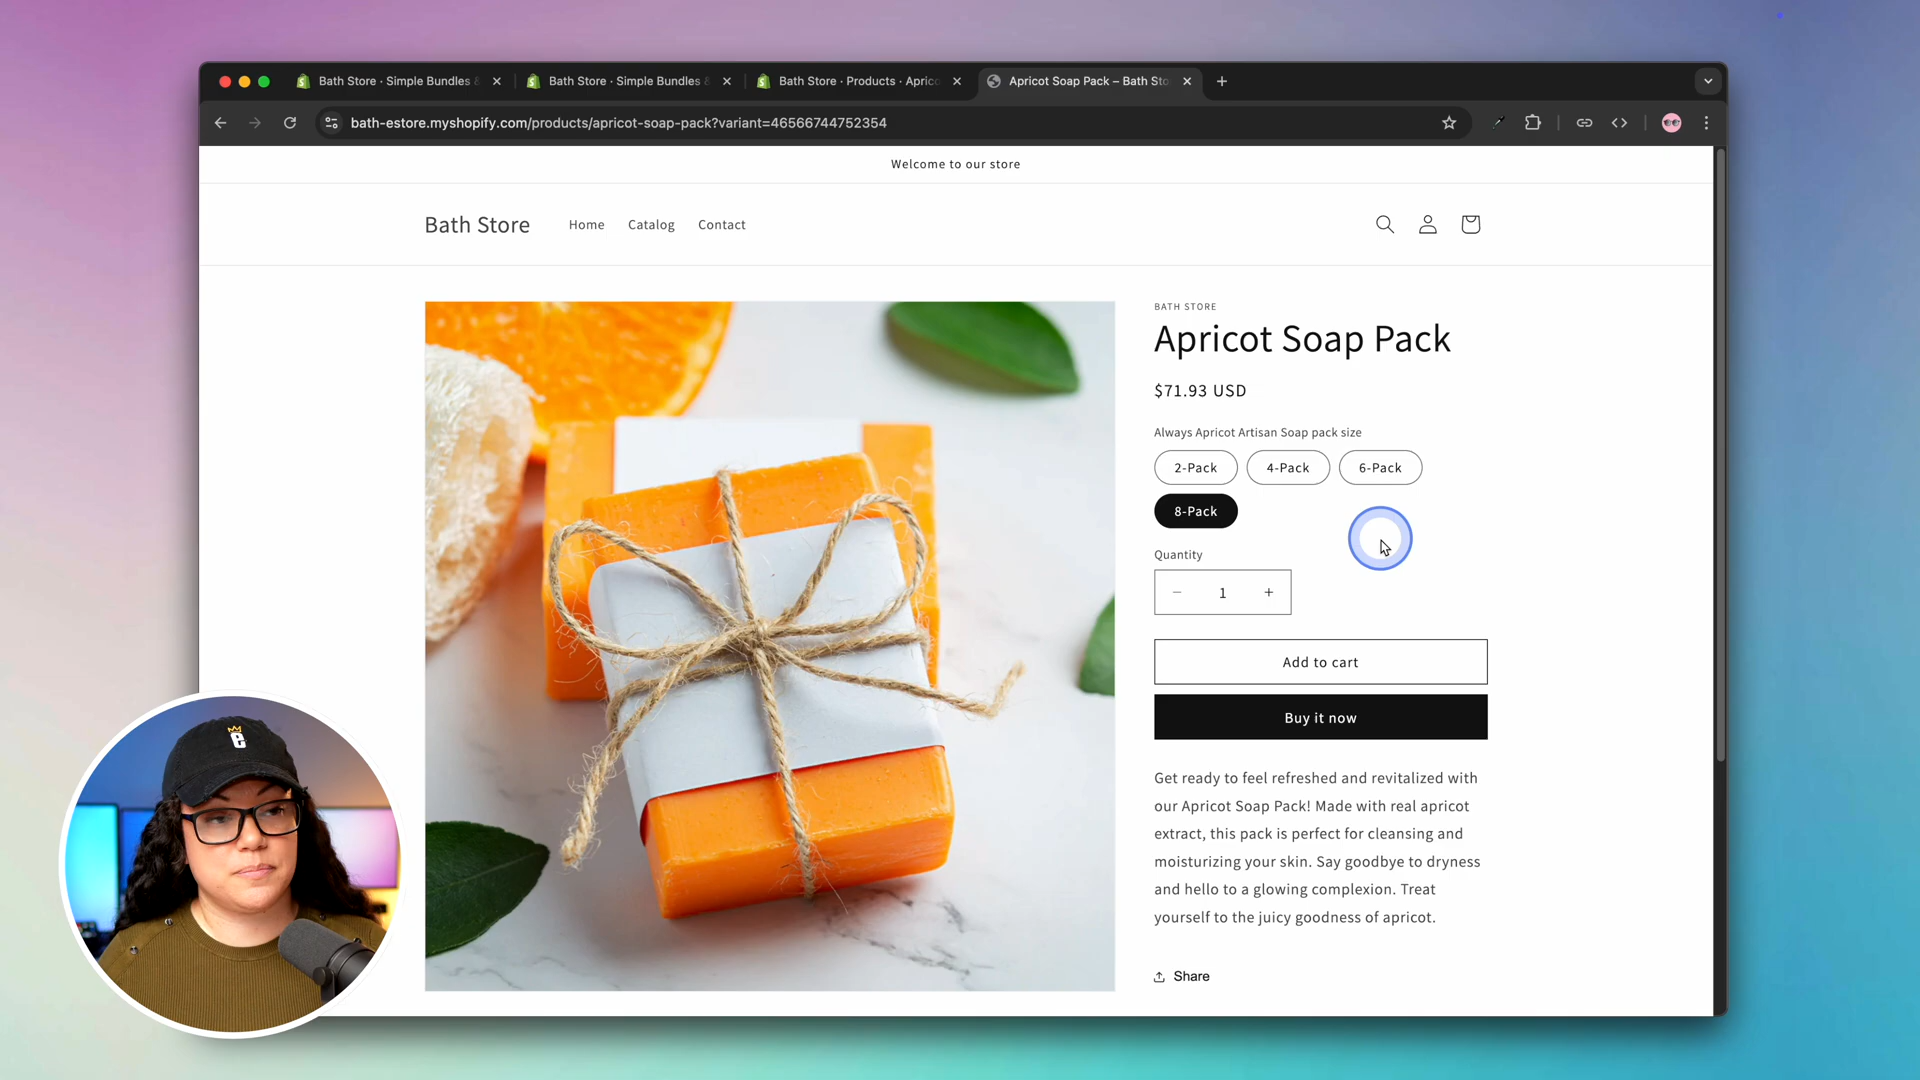 Bath Store · Simple Bundles &
Bath Store · Simple Bundles &
Bath Store · Products · Aprico
Apricot Soap Pack – Bath Sto
bath-estore.myshopify.com/products/apricot-soap-pack?variant=46566744752354
Welcome to our store
Bath Store
Home
Catalog
Contact
BATH STORE
Apricot Soap Pack
$71.93 USD
Always Apricot Artisan Soap pack size
2-Pack
4-Pack
6-Pack
8-Pack
Quantity
1
Add to cart
Buy it now
Get ready to feel refreshed and revitalized with
our Apricot Soap Pack! Made with real apricot
extract, this pack is perfect for cleansing and
moisturizing your skin. Say goodbye to dryness
and hello to a glowing complexion. Treat
yourself to the juicy goodness of apricot.
Share
e